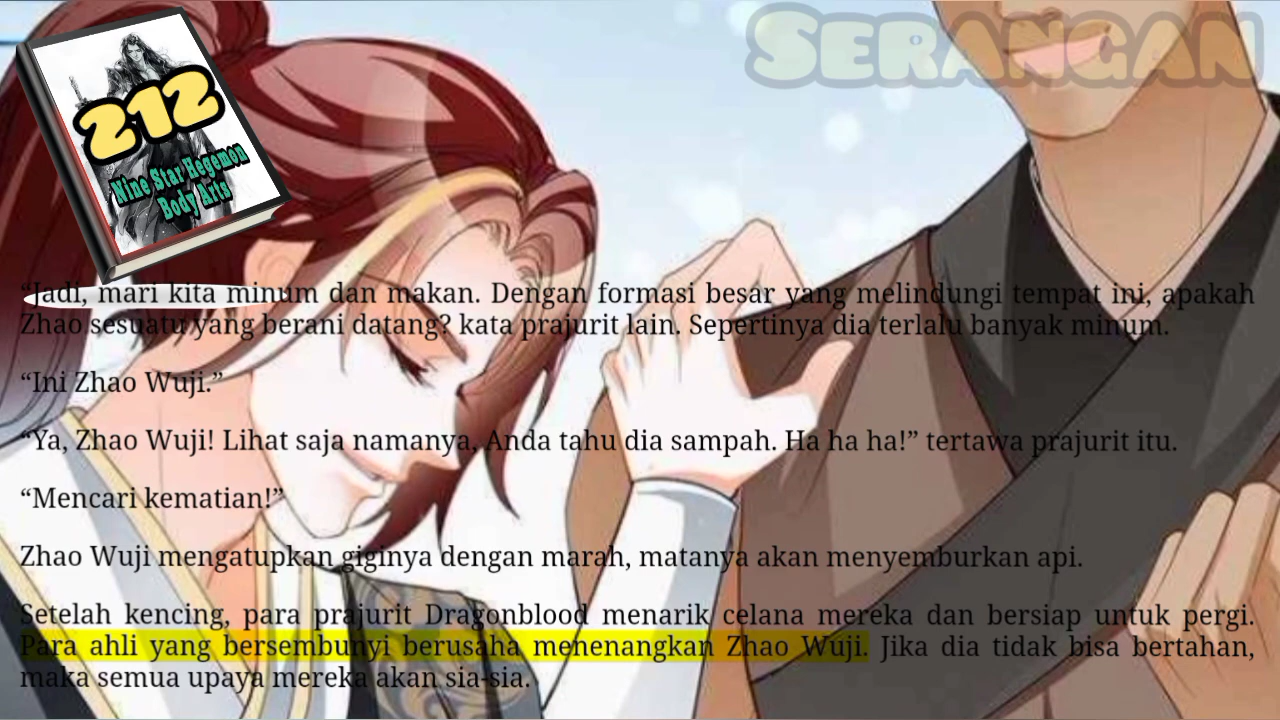 SERANGAN
212
Nine Star Hegemon
Body Arts
“Jadi, mari kita minum dan makan. Dengan formasi besar yang melindungi tempat ini, apakah
Zhao sesuatu yang berani datang? kata prajurit lain. Sepertinya dia terlalu banyak minum.
“Ini Zhao Wuji.”
“Ya, Zhao Wuji! Lihat saja namanya, Anda tahu dia sampah. Ha ha ha!” tertawa prajurit itu.
“Mencari kematian!”
Zhao Wuji mengatupkan giginya dengan marah, matanya akan menyemburkan api.
Setelah kencing, para prajurit Dragonblood menarik celana mereka dan bersiap untuk pergi.
Para ahli yang bersembunyi berusaha menenangkan Zhao Wuji. Jika dia tidak bisa bertahan,
maka semua upaya mereka akan sia-sia.